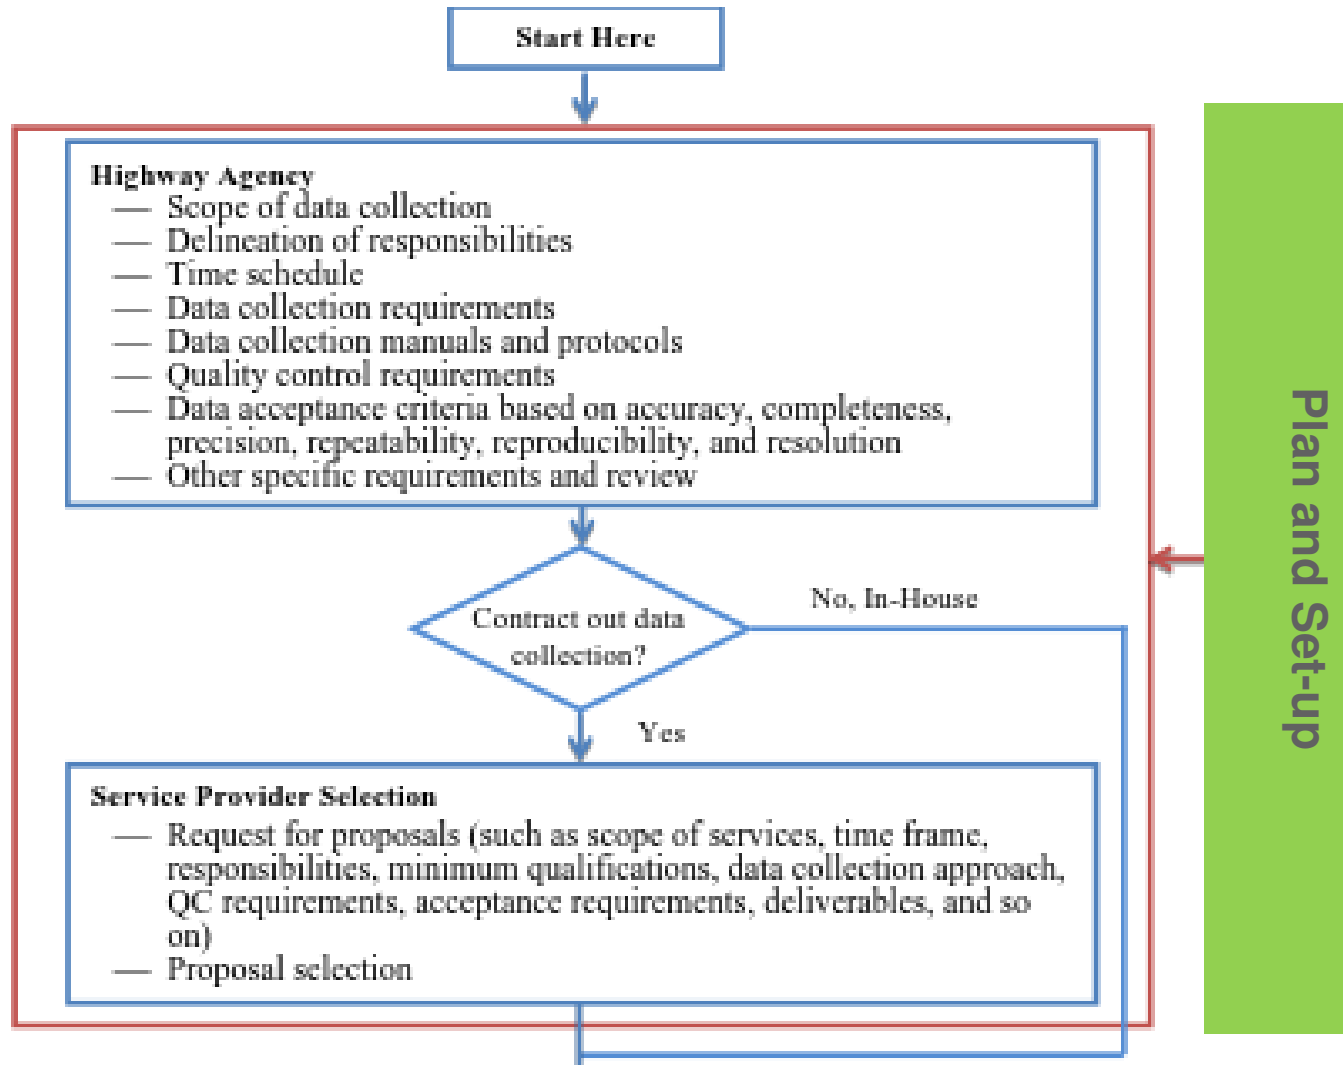 Start Here
Highway Agency
— Scope of data collection
— Delineation of responsibilities
— Time schedule
— Data collection requirements
— Data collection manuals and protocols
— Quality control requirements
— Data acceptance criteria based on accuracy, completeness,
precision, repeatability, reproducibility, and resolution
— Other specific requirements and review
Contract out data
collection?
No, In-House
Yes
Service Provider Selection
— Request for proposals (such as scope of services, time frame,
responsibilities, minimum qualifications, data collection approach,
QC requirements, acceptance requirements, deliverables, and so
on)
— Proposal selection
Plan and Set-up